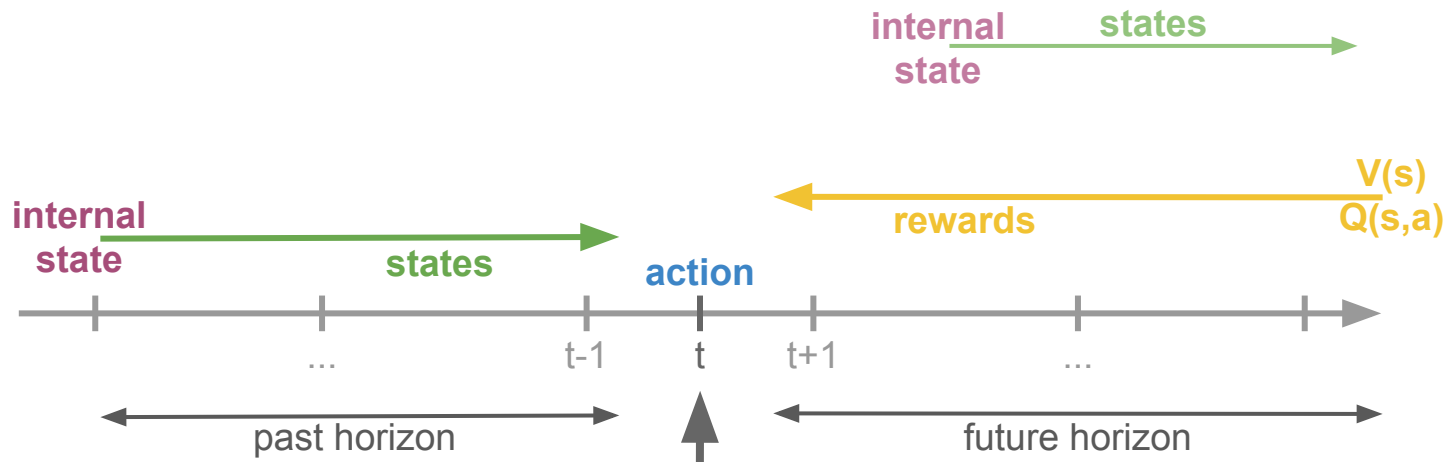 internal
state
states
V(s)
Q(s,a)
rewards
internal
state
states
action
...
t-1
t
t+1
...
past horizon
future horizon